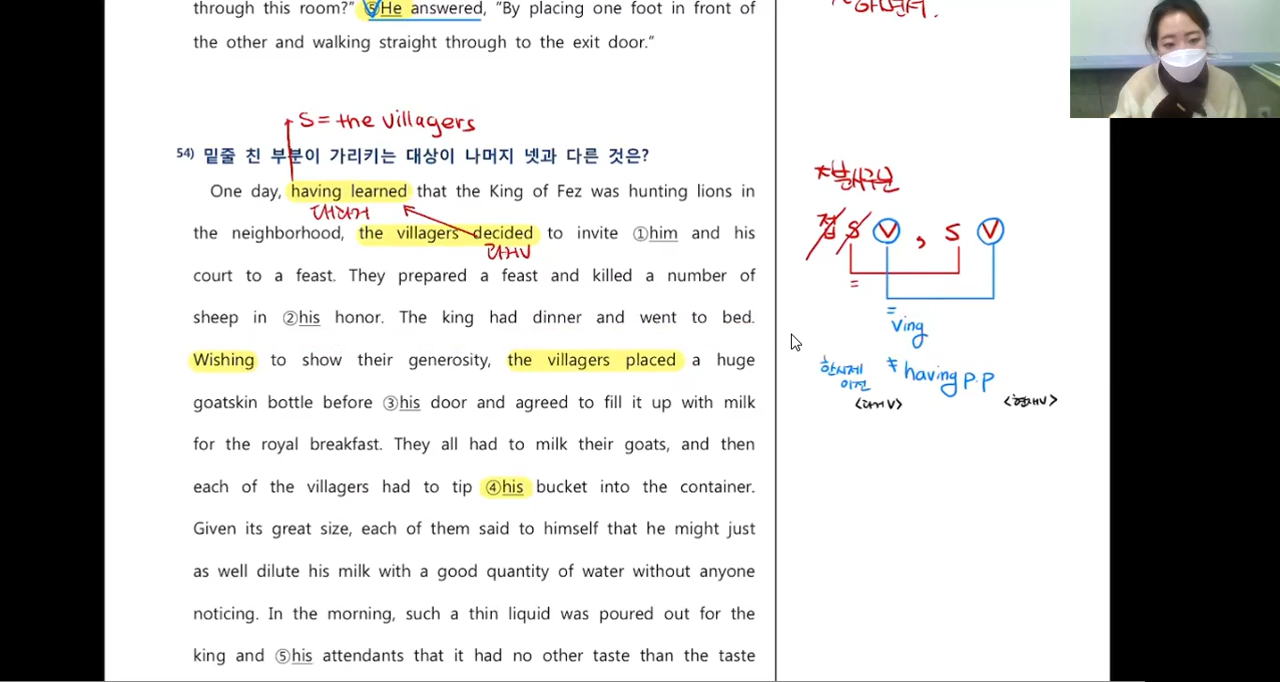 through this room?" ⑤He answered, "By placing one foot in front of
the other and walking straight through to the exit door."
하면서.
S = the villagers
54) 밑줄 친 부분이 가리키는 대상이 나머지 넷과 다른 것은?
One day, having learned that the King of Fez was hunting lions in
대과거
the neighborhood, the villagers decided to invite ①him and his
과거V
court to a feast. They prepared a feast and killed a number of
sheep in ②his honor. The king had dinner and went to bed.
Wishing to show their generosity, the villagers placed a huge
goatskin bottle before ③his door and agreed to fill it up with milk
for the royal breakfast. They all had to milk their goats, and then
each of the villagers had to tip ④his bucket into the container.
Given its great size, each of them said to himself that he might just
as well dilute his milk with a good quantity of water without anyone
noticing. In the morning, such a thin liquid was poured out for the
king and ⑤his attendants that it had no other taste than the taste
*분사구문
접 S V , S V
= =
Ving
한시제 이전 ≠ having p.p
<과거V> <현재V>